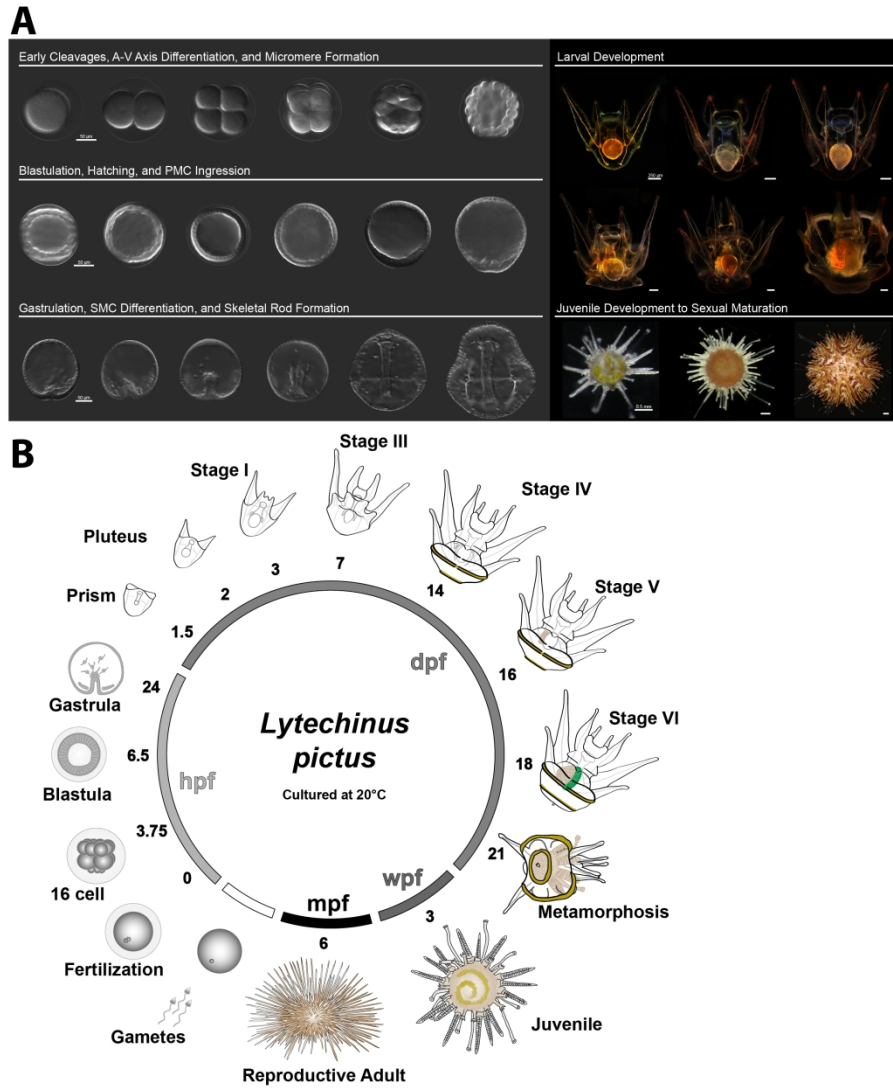 A
Early Cleavages, A-V Axis Differentiation, and Micromere Formation
50 µm
Blastulation, Hatching, and PMC Ingression
50 µm
Gastrulation, SMC Differentiation, and Skeletal Rod Formation
50 µm
Larval Development
200 µm
Juvenile Development to Sexual Maturation
0.5 mm
B
Stage I
Stage III
Stage IV
Stage V
Stage VI
Pluteus
Prism
Gastrula
Blastula
16 cell
Fertilization
Gametes
Reproductive Adult
Juvenile
Metamorphosis
0
3.75
6.5
24
1.5
2
3
7
14
16
18
21
3
6
hpf
dpf
wpf
mpf
Lytechinus
pictus
Cultured at 20°C